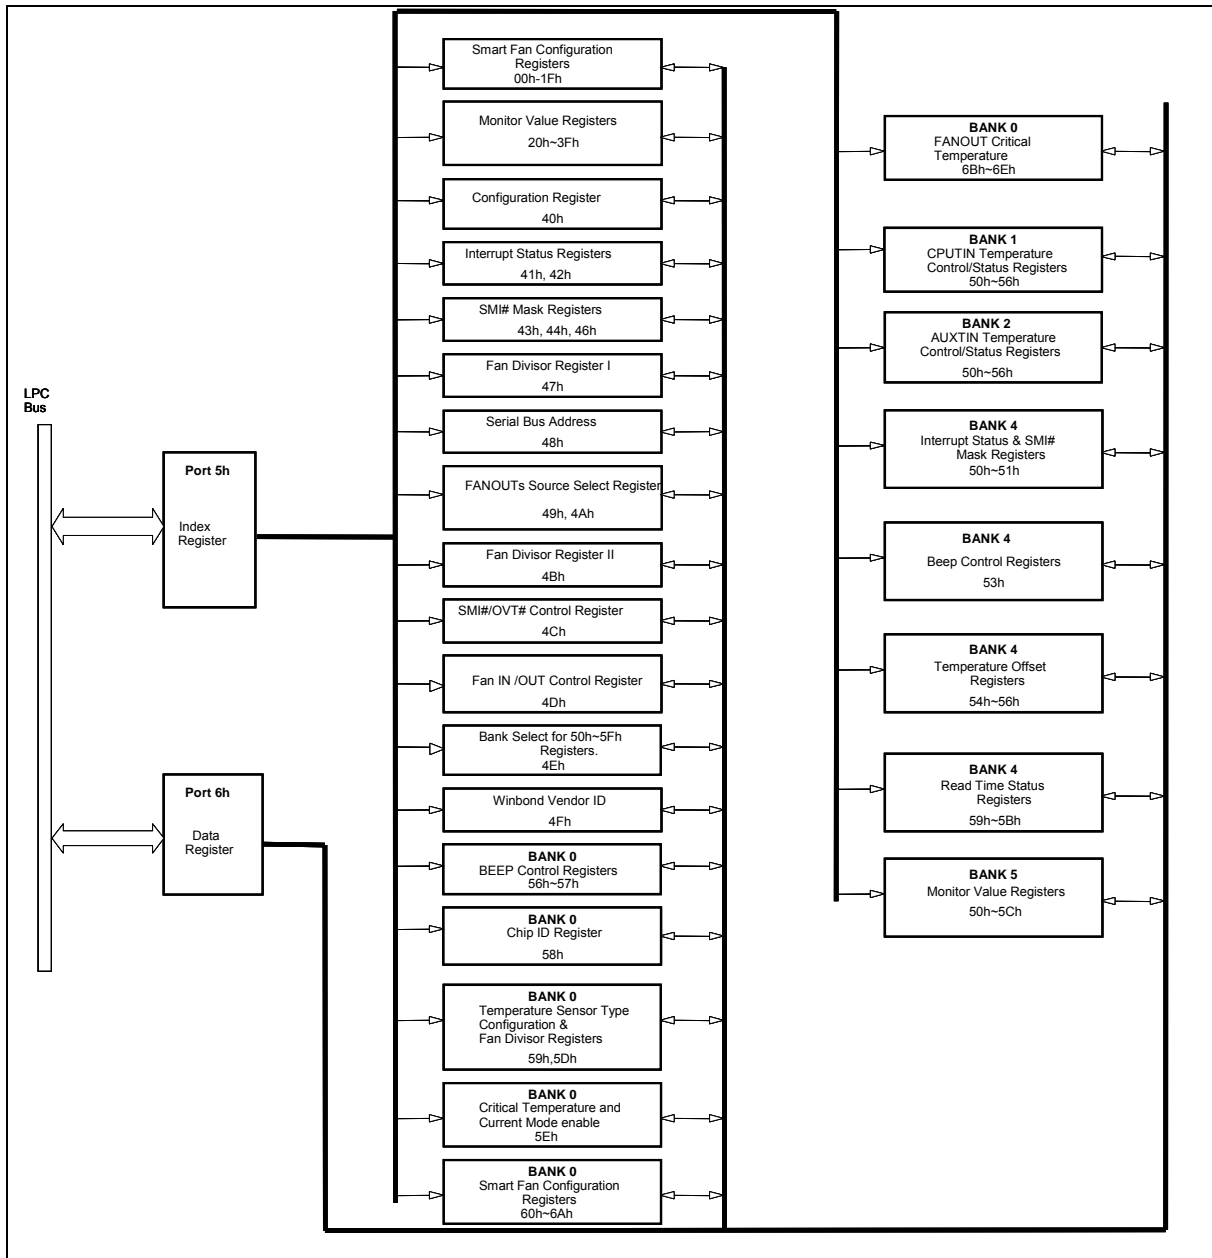 LPC
Bus
Port 5h
Index
Register
Port 6h
Data
Register
Smart Fan Configuration
Registers
00h-1Fh
Monitor Value Registers
20h~3Fh
Configuration Register
40h
Interrupt Status Registers
41h, 42h
SMI# Mask Registers
43h, 44h, 46h
Fan Divisor Register I
47h
Serial Bus Address
48h
FANOUTs Source Select Register
49h, 4Ah
Fan Divisor Register II
4Bh
SMI#/OVT# Control Register
4Ch
Fan IN /OUT Control Register
4Dh
Bank Select for 50h~5Fh
Registers.
4Eh
Winbond Vendor ID
4Fh
BANK 0
BEEP Control Registers
56h~57h
BANK 0
Chip ID Register
58h
BANK 0
Temperature Sensor Type
Configuration &
Fan Divisor Registers
59h,5Dh
BANK 0
Critical Temperature and
Current Mode enable
5Eh
BANK 0
Smart Fan Configuration
Registers
60h~6Ah
BANK 0
FANOUT Critical
Temperature
6Bh~6Eh
BANK 1
CPUTIN Temperature
Control/Status Registers
50h~56h
BANK 2
AUXTIN Temperature
Control/Status Registers
50h~56h
BANK 4
Interrupt Status & SMI#
Mask Registers
50h~51h
BANK 4
Beep Control Registers
53h
BANK 4
Temperature Offset
Registers
54h~56h
BANK 4
Read Time Status
Registers
59h~5Bh
BANK 5
Monitor Value Registers
50h~5Ch